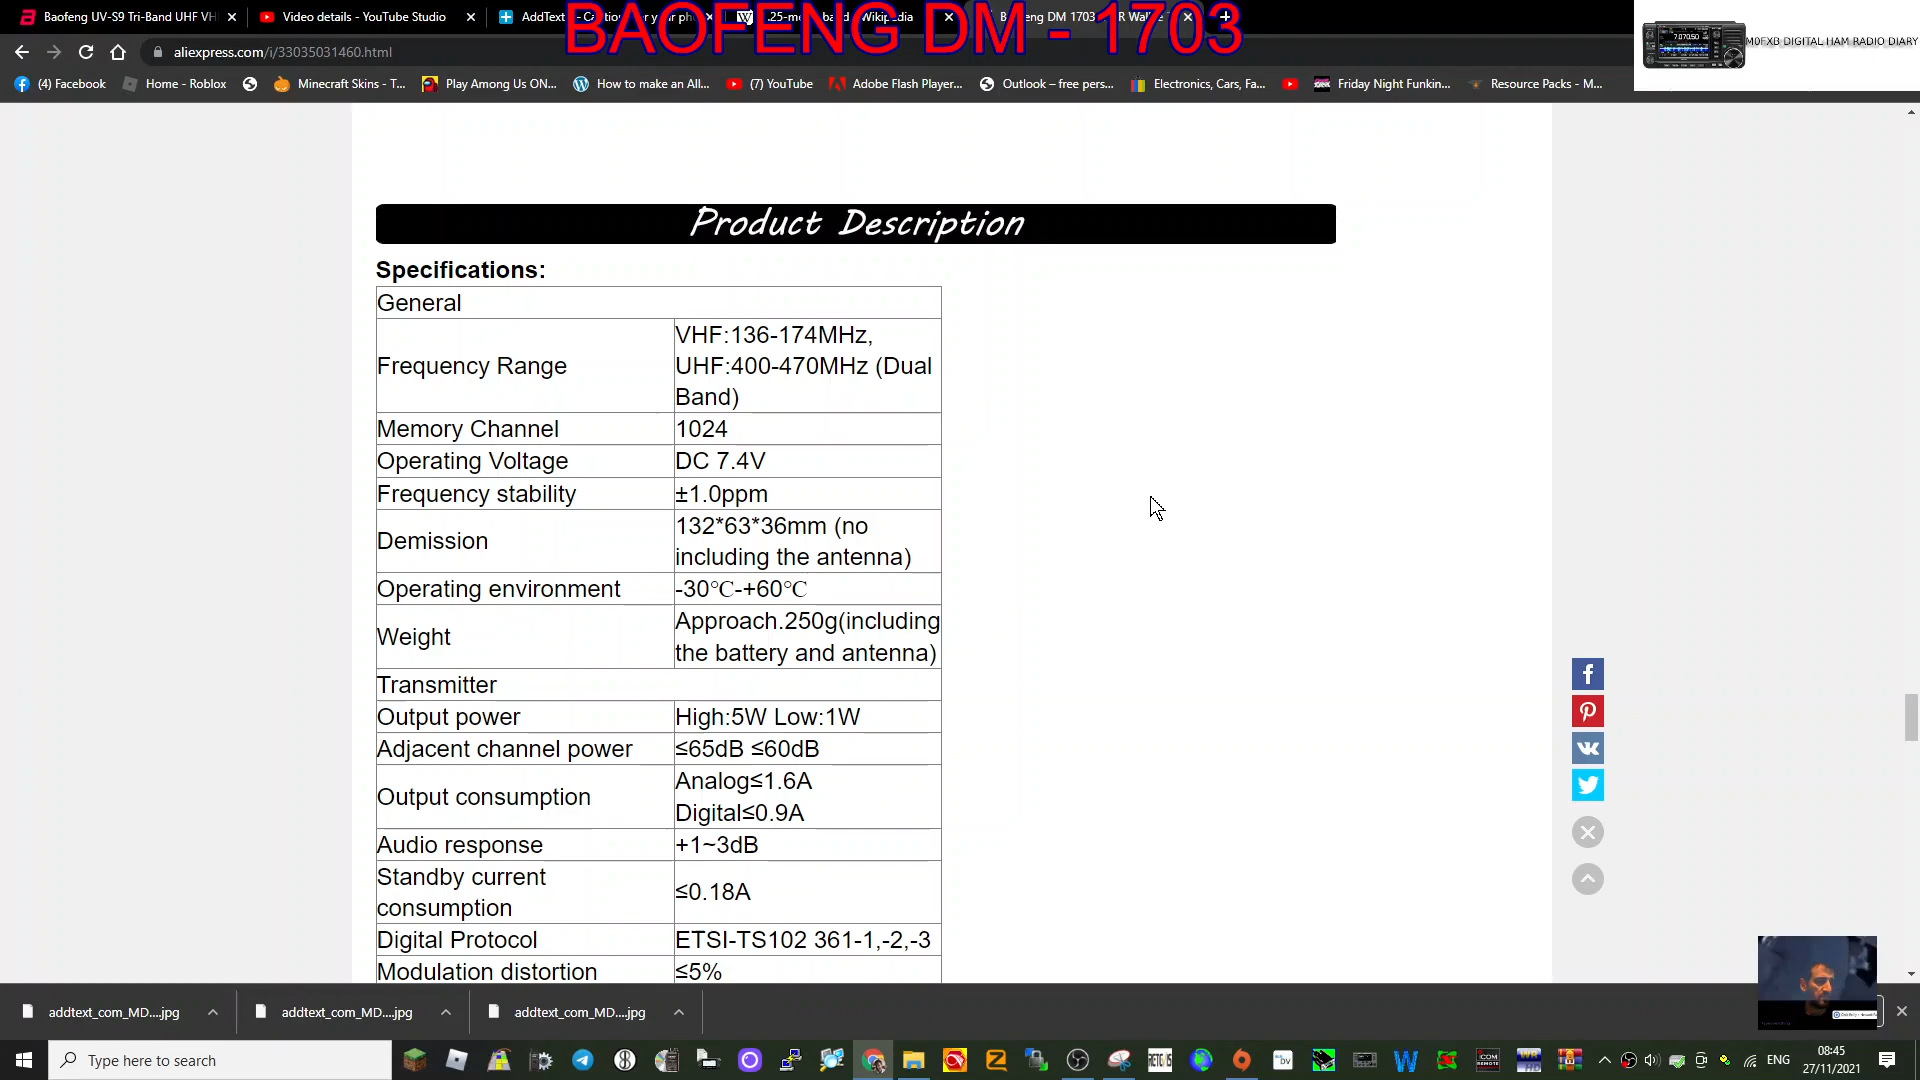 Baofeng UV-S9 Tri-Band UHF VH
Video details - YouTube Studio
BAOFENG DM - 1703
M0FXB DIGITAL HAM RADIO DIARY
aliexpress.com/i/33035031460.html
(4) Facebook
Home - Roblox
Minecraft Skins - T...
Play Among Us ON...
How to make an All...
(7) YouTube
Adobe Flash Player...
Outlook – free pers...
Electronics, Cars, Fa...
Friday Night Funkin...
Resource Packs - M...
Product Description
Specifications:
General
Frequency Range
VHF:136-174MHz,
UHF:400-470MHz (Dual
Band)
Memory Channel
1024
Operating Voltage
DC 7.4V
Frequency stability
±1.0ppm
Demission
132*63*36mm (no
including the antenna)
Operating environment
-30℃-+60℃
Weight
Approach.250g(including
the battery and antenna)
Transmitter
Output power
High:5W Low:1W
Adjacent channel power
≤65dB ≤60dB
Output consumption
Analog≤1.6A
Digital≤0.9A
Audio response
+1~3dB
Standby current
consumption
≤0.18A
Digital Protocol
ETSI-TS102 361-1,-2,-3
Modulation distortion
≤5%
addtext_com_MD....jpg
addtext_com_MD....jpg
addtext_com_MD....jpg
Type here to search
ENG
08:45
27/11/2021